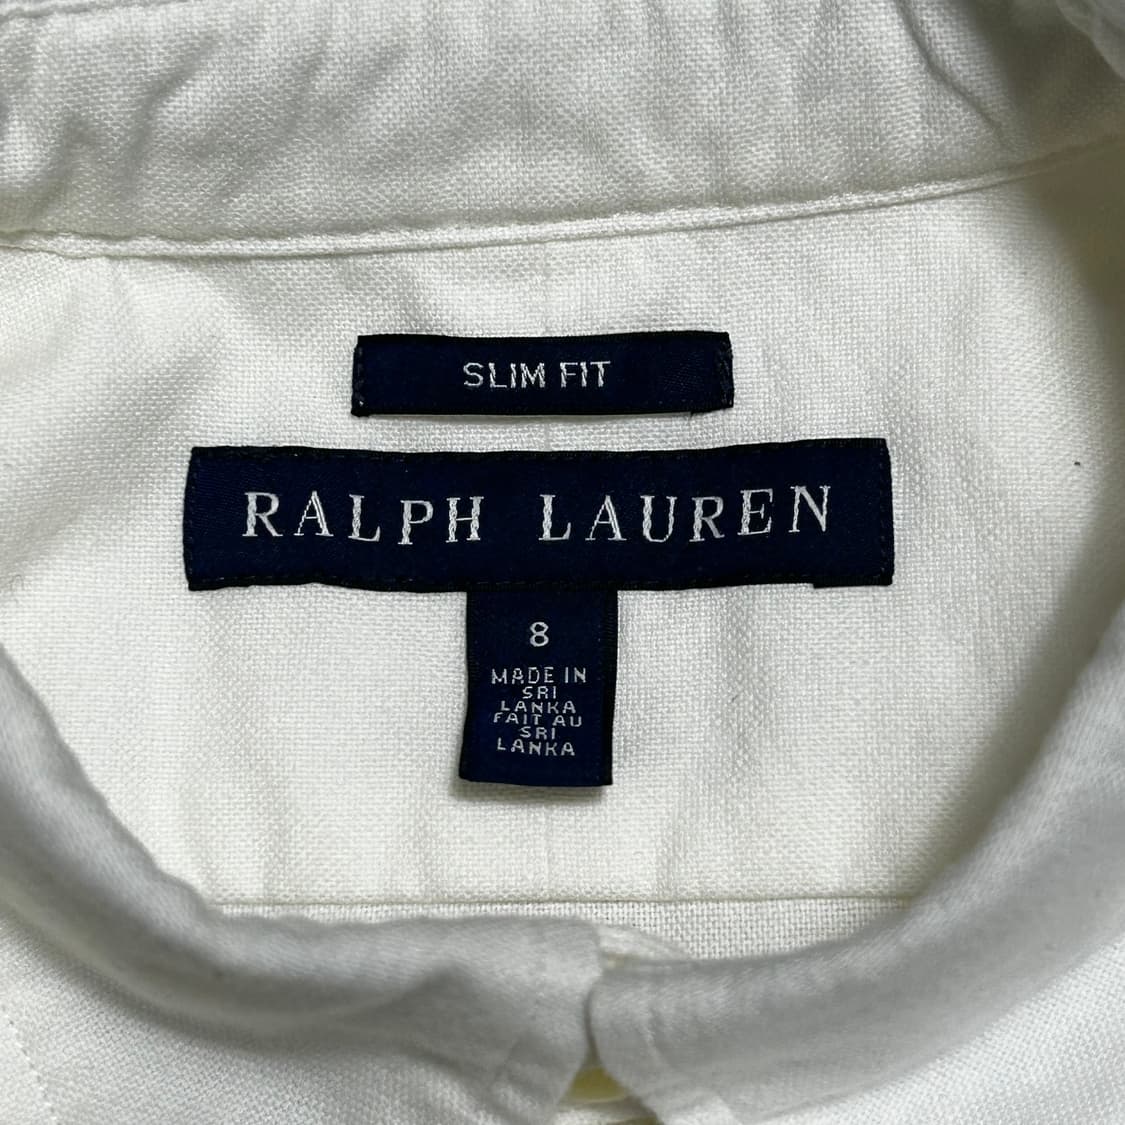 SLIM FIT
RALPH LAUREN
8
MADE IN
SRI
LANKA
FAIT AU
SRI
LANKA